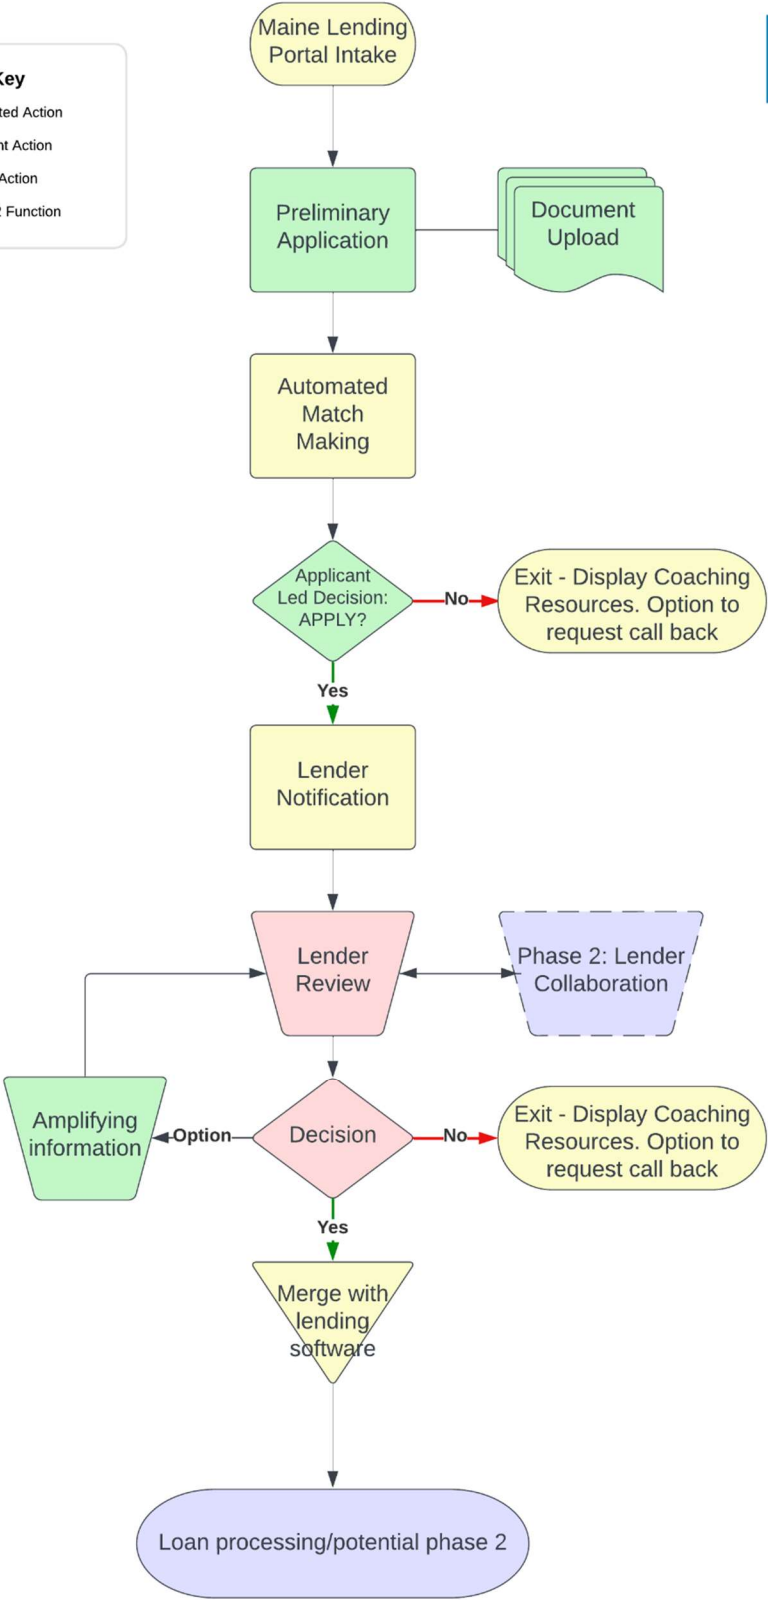 Maine Lending
Portal Intake
Key
ted Action
nt Action
Action
2 Function
Preliminary
Application
Document
Upload
Automated
Match
Making
Applicant
Led Decision:
APPLY?
No
Exit - Display Coaching
Resources. Option to
request call back
Yes
Lender
Notification
Lender
Review
Phase 2: Lender
Collaboration
Amplifying
information
Option
Decision
No
Exit - Display Coaching
Resources. Option to
request call back
Yes
Merge with
lending
software
Loan processing/potential phase 2